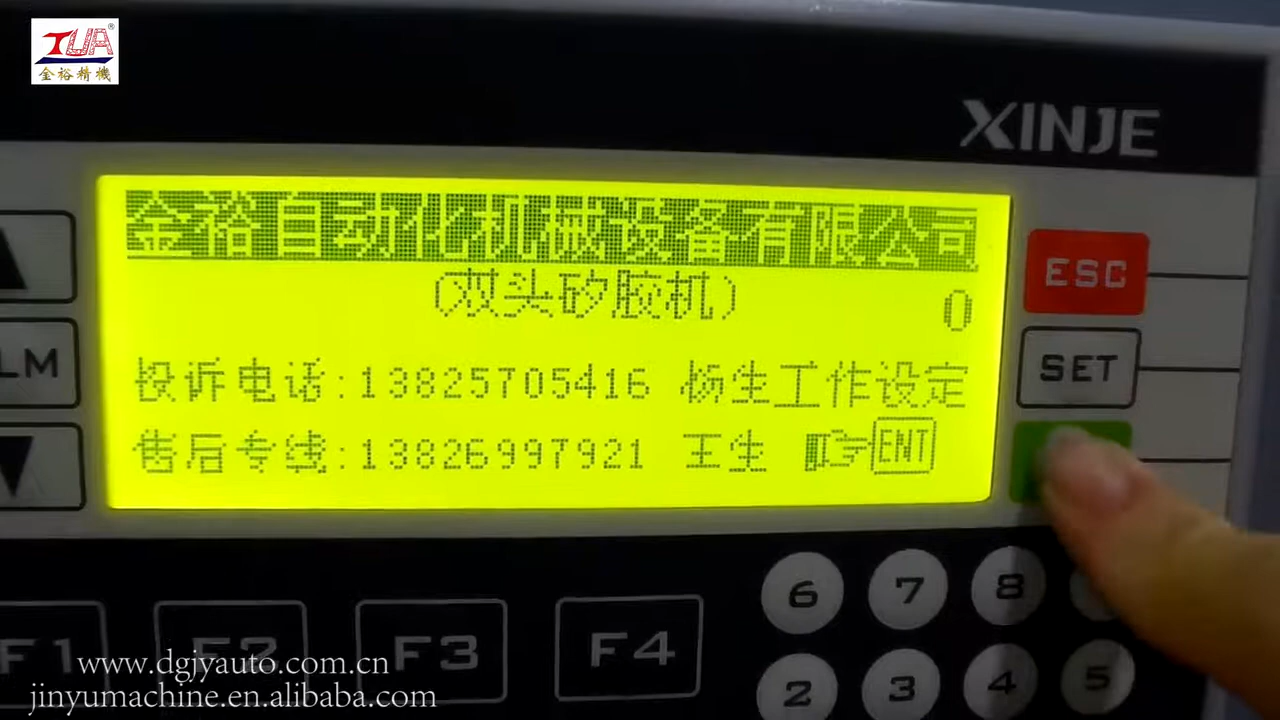 金裕精機
XINJE
金裕自动化机械设备有限公司
(双头矽胶机)
0
投诉电话:13825705416 杨生工作设定
售后专线:13826997921 王生 ENT
ESC
SET
LM
6 7 8
F1 F2 F3 F4
2 3 4 5
www.dgjyauto.com.cn
jinyumachine.en.alibaba.com